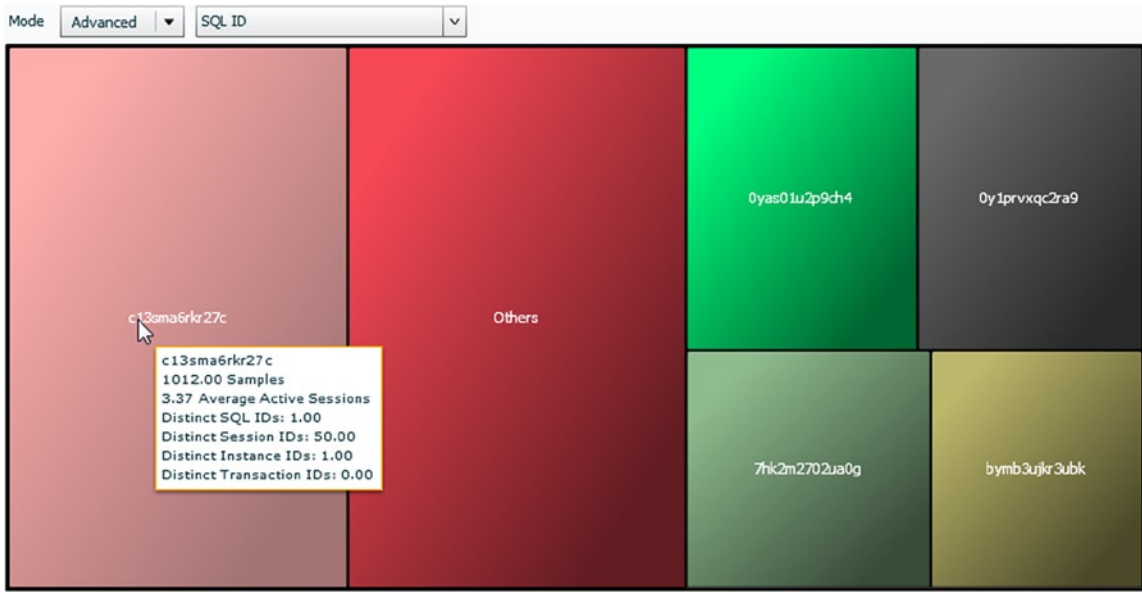 Mode Advanced SQL ID
c13sma6rkr27c
Others
0yas01u2p9ch4
0y1prvxqc2ra9
7hk2m2702ua0g
bymb3ujkr3ubk
c13sma6rkr27c
1012.00 Samples
3.37 Average Active Sessions
Distinct SQL IDs: 1.00
Distinct Session IDs: 50.00
Distinct Instance IDs: 1.00
Distinct Transaction IDs: 0.00